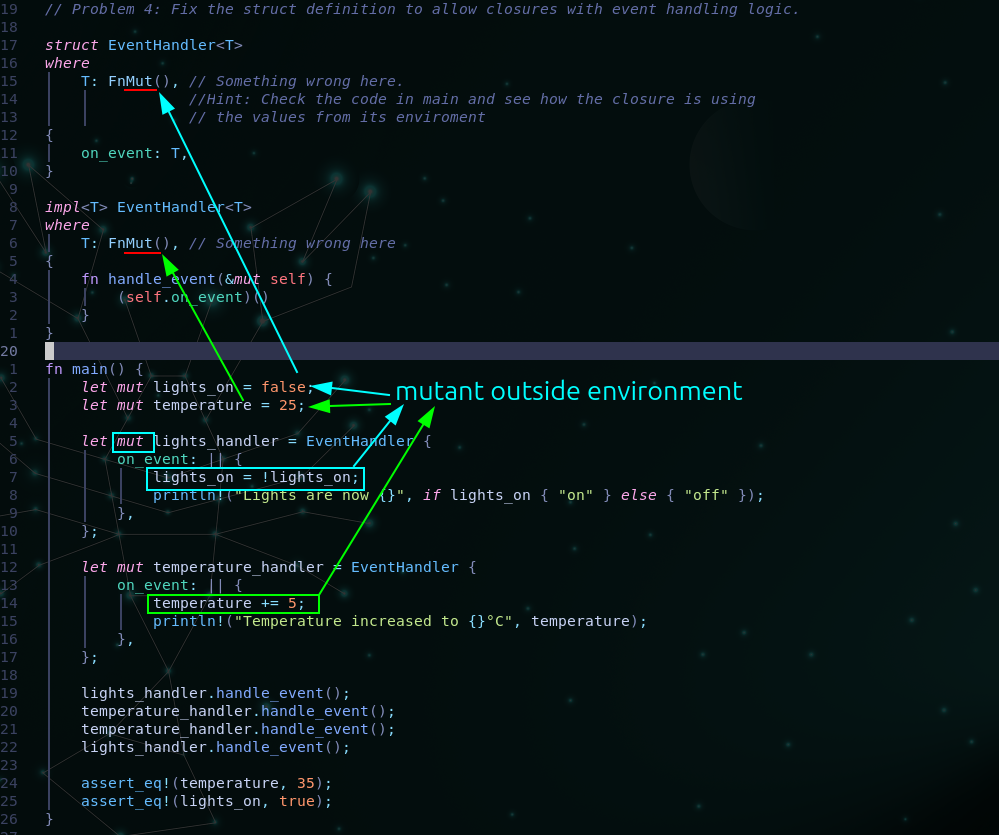 19 // Problem 4: Fix the struct definition to allow closures with event handling logic.
18
17 struct EventHandler<T>
16 where
15 T: FnMut(), // Something wrong here.
14 //Hint: Check the code in main and see how the closure is using
13 // the values from its enviroment
12 {
11 on_event: T,
10 }
9
8 impl<T> EventHandler<T>
7 where
6 T: FnMut(), // Something wrong here
5 {
4 fn handle_event(&mut self) {
3 (self.on_event)()
2 }
1 }
20
1 fn main() {
2 let mut lights_on = false;
mutant outside environment
3 let mut temperature = 25;
4
5 let mut lights_handler = EventHandler {
6 on_event: || {
7 lights_on = !lights_on;
8 println!("Lights are now {}", if lights_on { "on" } else { "off" });
9 },
10 };
11
12 let mut temperature_handler = EventHandler {
13 on_event: || {
14 temperature += 5;
15 println!("Temperature increased to {}°C", temperature);
16 },
17 };
18
19 lights_handler.handle_event();
20 temperature_handler.handle_event();
21 temperature_handler.handle_event();
22 lights_handler.handle_event();
23
24 assert_eq!(temperature, 35);
25 assert_eq!(lights_on, true);
26 }
27